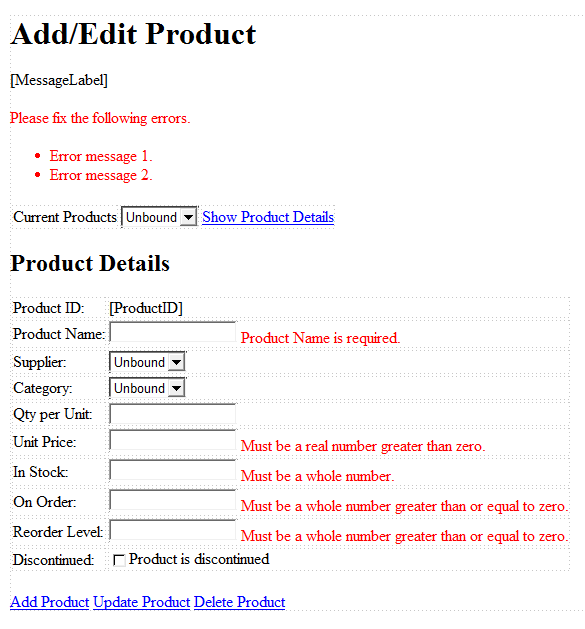 Add/Edit Product
[MessageLabel]
Please fix the following errors.
Error message 1.
Error message 2.
Current Products Unbound Show Product Details
Product Details
Product ID: [ProductID]
Product Name: Product Name is required.
Supplier: Unbound
Category: Unbound
Qty per Unit:
Unit Price: Must be a real number greater than zero.
In Stock: Must be a whole number.
On Order: Must be a whole number greater than or equal to zero.
Reorder Level: Must be a whole number greater than or equal to zero.
Discontinued: Product is discontinued
Add Product Update Product Delete Product